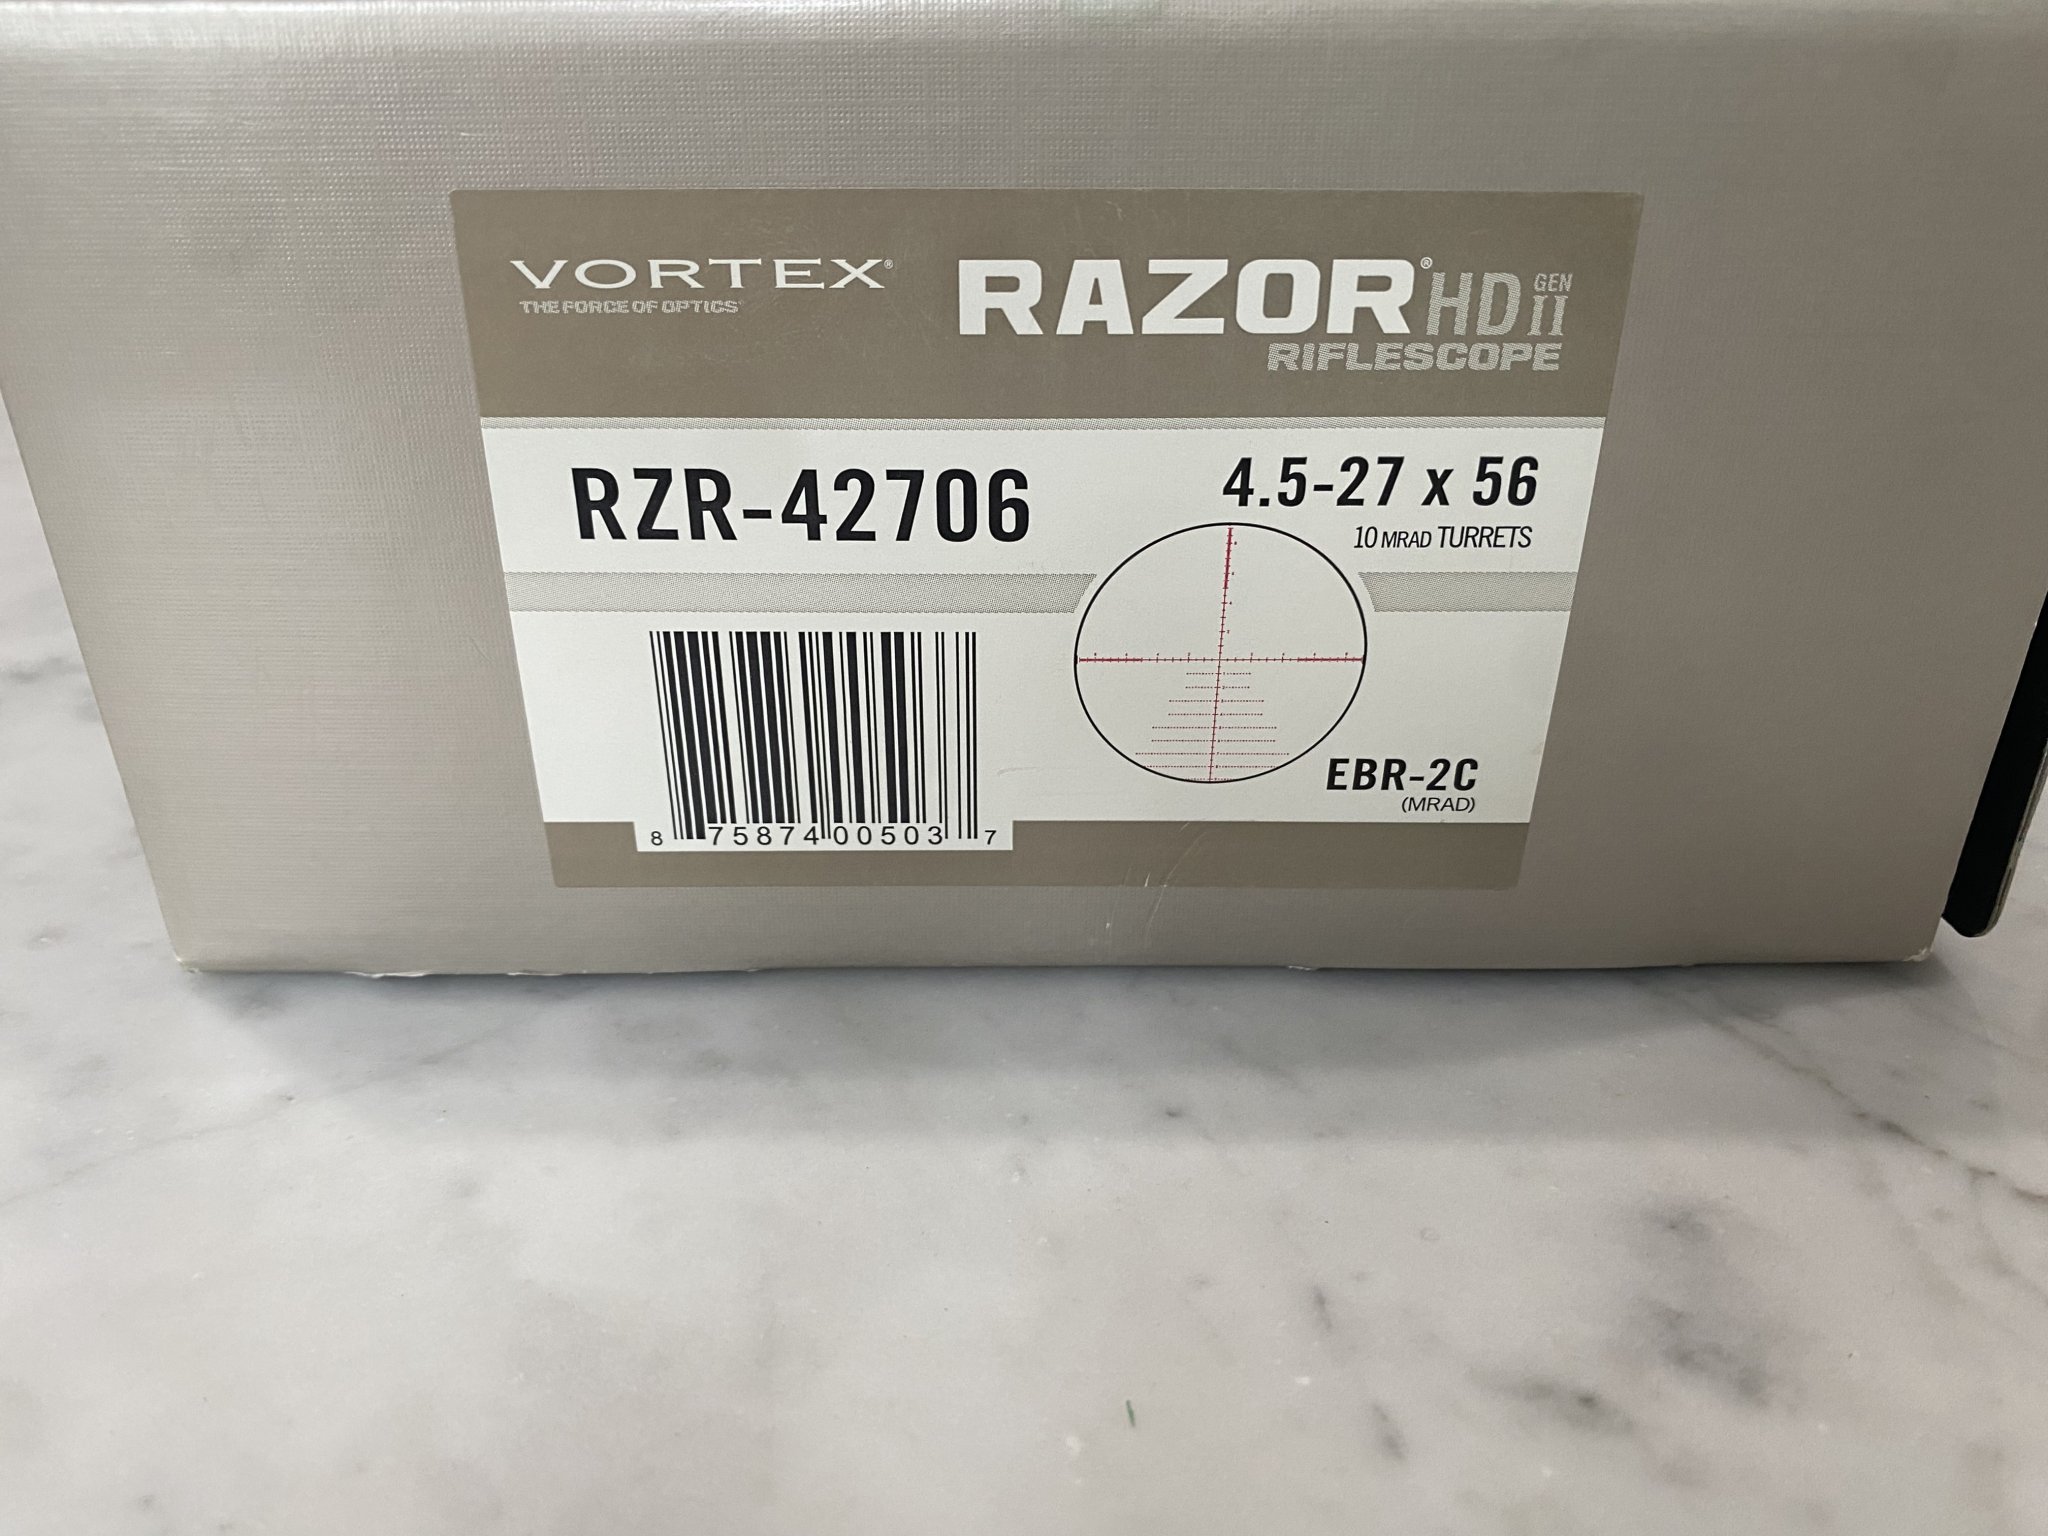 VORTEX®
THE FORCE OF OPTICS
RAZOR® HD GEN II
RIFLESCOPE
RZR-42706
4.5-27 x 56
10 MRAD TURRETS
EBR-2C
(MRAD)
8 75874 00503 7